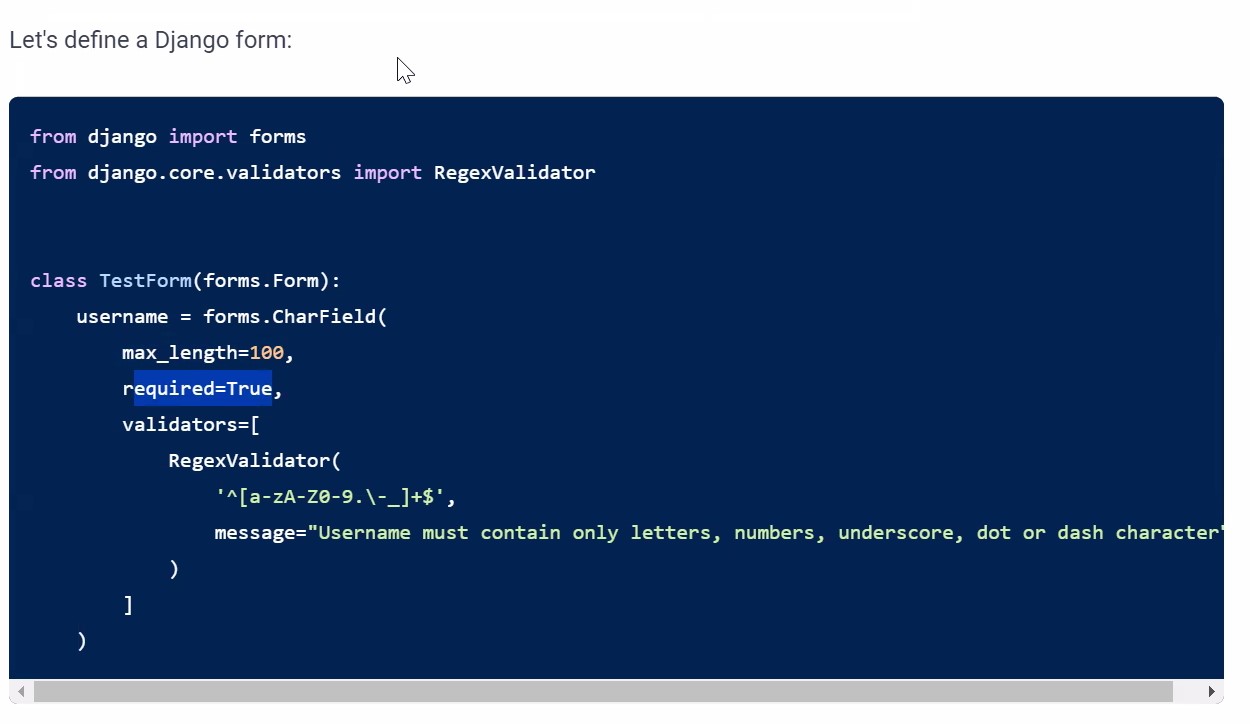 Let's define a Django form:
from django import forms
from django.core.validators import RegexValidator
class TestForm(forms.Form):
    username = forms.CharField(
        max_length=100,
        required=True,
        validators=[
            RegexValidator(
                '^[a-zA-Z0-9.\-_]+$',
                message="Username must contain only letters, numbers, underscore, dot or dash character"
            )
        ]
    )